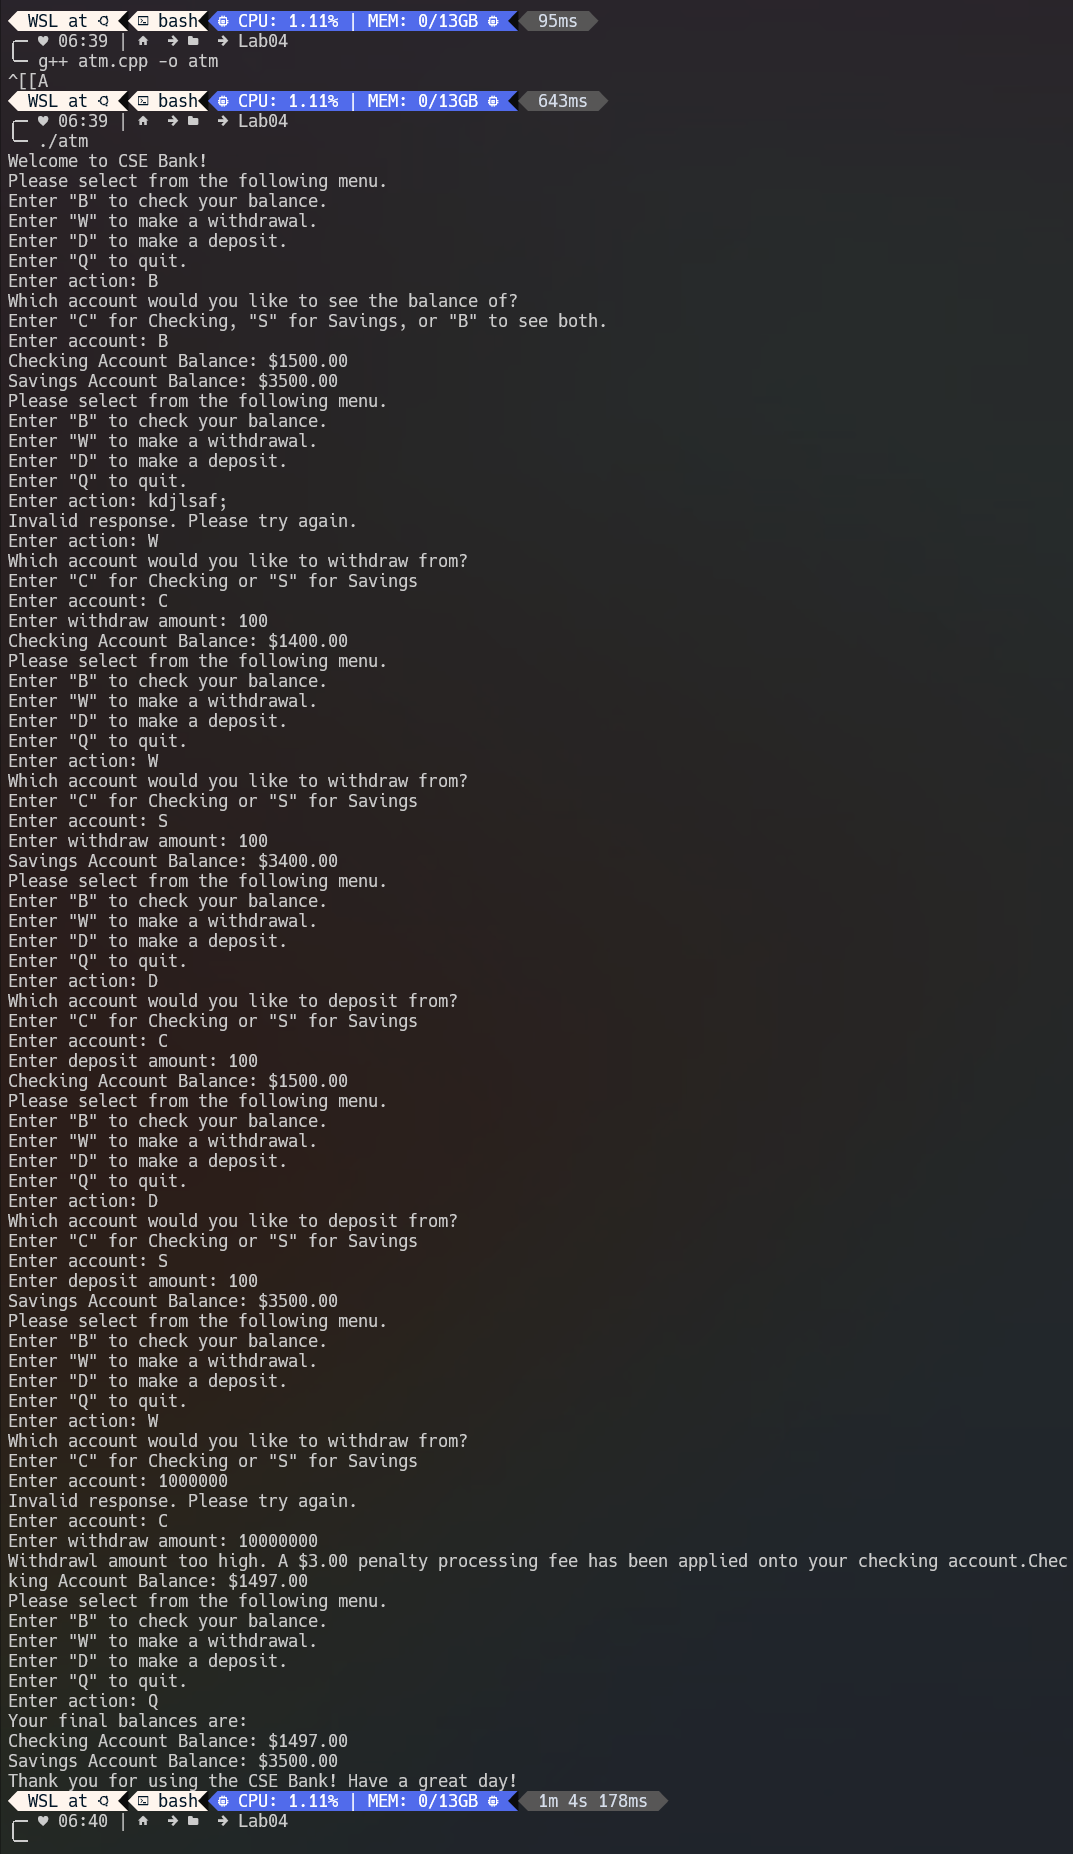 WSL at bash CPU: 1.11% | MEM: 0/13GB 95ms
♥ 06:39 | → → Lab04
g++ atm.cpp -o atm
^[[A
WSL at bash CPU: 1.11% | MEM: 0/13GB 643ms
♥ 06:39 | → → Lab04
./atm
Welcome to CSE Bank!
Please select from the following menu.
Enter "B" to check your balance.
Enter "W" to make a withdrawal.
Enter "D" to make a deposit.
Enter "Q" to quit.
Enter action: B
Which account would you like to see the balance of?
Enter "C" for Checking, "S" for Savings, or "B" to see both.
Enter account: B
Checking Account Balance: $1500.00
Savings Account Balance: $3500.00
Please select from the following menu.
Enter "B" to check your balance.
Enter "W" to make a withdrawal.
Enter "D" to make a deposit.
Enter "Q" to quit.
Enter action: kdjlsaf;
Invalid response. Please try again.
Enter action: W
Which account would you like to withdraw from?
Enter "C" for Checking or "S" for Savings
Enter account: C
Enter withdraw amount: 100
Checking Account Balance: $1400.00
Please select from the following menu.
Enter "B" to check your balance.
Enter "W" to make a withdrawal.
Enter "D" to make a deposit.
Enter "Q" to quit.
Enter action: W
Which account would you like to withdraw from?
Enter "C" for Checking or "S" for Savings
Enter account: S
Enter withdraw amount: 100
Savings Account Balance: $3400.00
Please select from the following menu.
Enter "B" to check your balance.
Enter "W" to make a withdrawal.
Enter "D" to make a deposit.
Enter "Q" to quit.
Enter action: D
Which account would you like to deposit from?
Enter "C" for Checking or "S" for Savings
Enter account: C
Enter deposit amount: 100
Checking Account Balance: $1500.00
Please select from the following menu.
Enter "B" to check your balance.
Enter "W" to make a withdrawal.
Enter "D" to make a deposit.
Enter "Q" to quit.
Enter action: D
Which account would you like to deposit from?
Enter "C" for Checking or "S" for Savings
Enter account: S
Enter deposit amount: 100
Savings Account Balance: $3500.00
Please select from the following menu.
Enter "B" to check your balance.
Enter "W" to make a withdrawal.
Enter "D" to make a deposit.
Enter "Q" to quit.
Enter action: W
Which account would you like to withdraw from?
Enter "C" for Checking or "S" for Savings
Enter account: 1000000
Invalid response. Please try again.
Enter account: C
Enter withdraw amount: 10000000
Withdrawl amount too high. A $3.00 penalty processing fee has been applied onto your checking account.Chec
king Account Balance: $1497.00
Please select from the following menu.
Enter "B" to check your balance.
Enter "W" to make a withdrawal.
Enter "D" to make a deposit.
Enter "Q" to quit.
Enter action: Q
Your final balances are:
Checking Account Balance: $1497.00
Savings Account Balance: $3500.00
Thank you for using the CSE Bank! Have a great day!
WSL at bash CPU: 1.11% | MEM: 0/13GB 1m 4s 178ms
♥ 06:40 | → → Lab04